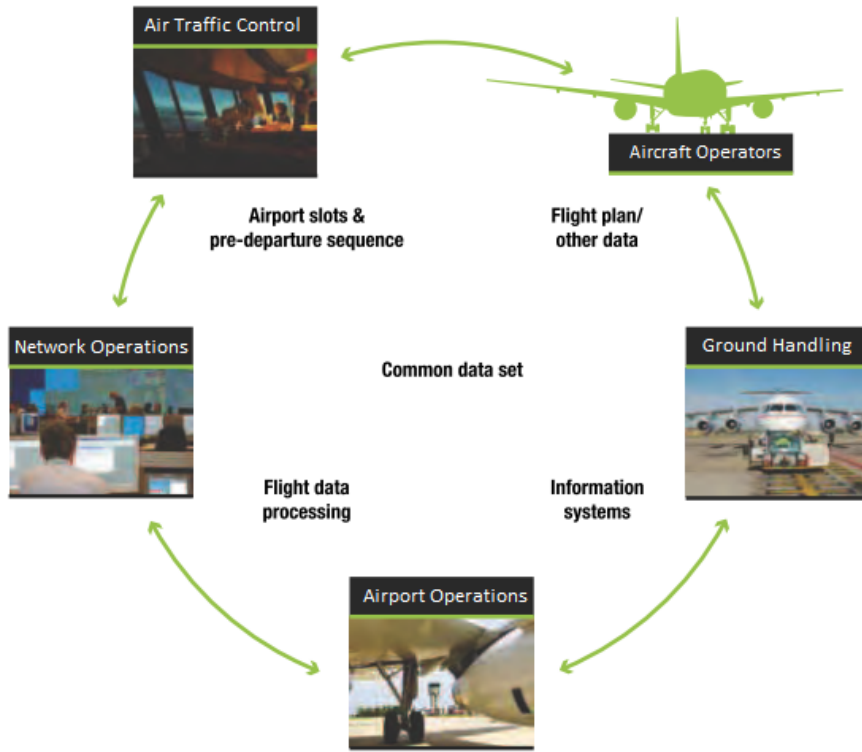 Air Traffic Control
Aircraft Operators
Airport slots &
pre-departure sequence
Flight plan/
other data
Network Operations
Ground Handling
Common data set
Flight data
processing
Information
systems
Airport Operations